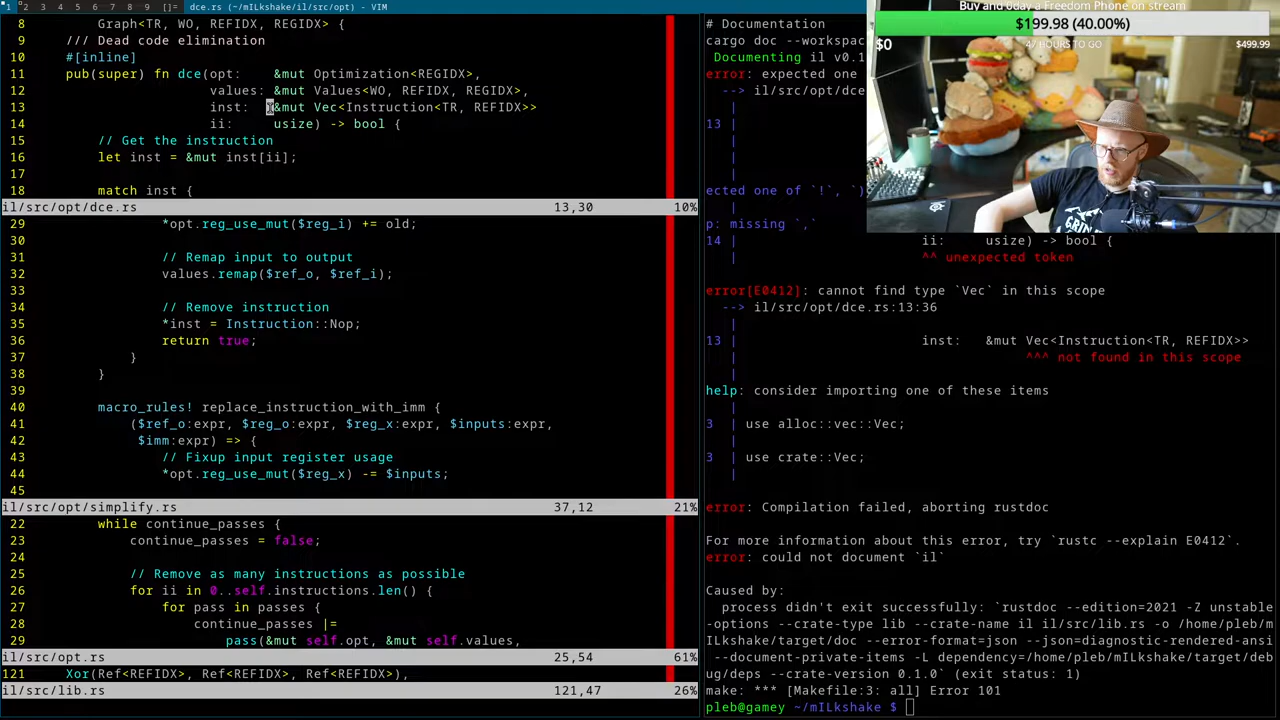 1 2 3 4 5 6 7 8 9 []= dce.rs (~/mILkshake/il/src/opt) - VIM
8 Graph<TR, WO, REFIDX, REGIDX> {
9 /// Dead code elimination
10 #[inline]
11 pub(super) fn dce(opt: &mut Optimization<REGIDX>,
12 values: &mut Values<WO, REFIDX, REGIDX>,
13 inst: &mut Vec<Instruction<TR, REFIDX>>
14 ii: usize) -> bool {
15 // Get the instruction
16 let inst = &mut inst[ii];
17
18 match inst {
il/src/opt/dce.rs 13,30 10%
29 *opt.reg_use_mut($reg_i) += old;
30
31 // Remap input to output
32 values.remap($ref_o, $ref_i);
33
34 // Remove instruction
35 *inst = Instruction::Nop;
36 return true;
37 }
38 }
39
40 macro_rules! replace_instruction_with_imm {
41 ($ref_o:expr, $reg_o:expr, $reg_x:expr, $inputs:expr,
42 $imm:expr) => {
43 // Fixup input register usage
44 *opt.reg_use_mut($reg_x) -= $inputs;
45
il/src/opt/simplify.rs 37,12 21%
22 while continue_passes {
23 continue_passes = false;
24
25 // Remove as many instructions as possible
26 for ii in 0..self.instructions.len() {
27 for pass in passes {
28 continue_passes |=
29 pass(&mut self.opt, &mut self.values,
il/src/opt.rs 25,54 61%
121 Xor(Ref<REFIDX>, Ref<REFIDX>, Ref<REFIDX>),
il/src/lib.rs 121,47 26%
# Documentation
cargo doc --workspac
Documenting il v0.1
error: expected one
--> il/src/opt/dce
|
13 |
|
|
|
ected one of `!`, `)
|
p: missing `,`
14 | ii: usize) -> bool {
| ^^ unexpected token
error[E0412]: cannot find type `Vec` in this scope
--> il/src/opt/dce.rs:13:36
|
13 | inst: &mut Vec<Instruction<TR, REFIDX>>
| ^^^ not found in this scope
|
help: consider importing one of these items
|
3 | use alloc::vec::Vec;
|
3 | use crate::Vec;
|
error: Compilation failed, aborting rustdoc
For more information about this error, try `rustc --explain E0412`.
error: could not document `il`
Caused by:
process didn't exit successfully: `rustdoc --edition=2021 -Z unstable
-options --crate-type lib --crate-name il il/src/lib.rs -o /home/pleb/m
ILkshake/target/doc --error-format=json --json=diagnostic-rendered-ansi
--document-private-items -L dependency=/home/pleb/mILkshake/target/deb
ug/deps --crate-version 0.1.0` (exit status: 1)
make: *** [Makefile:3: all] Error 101
pleb@gamey ~/mILkshake $
Buy and 0day a Freedom Phone on stream
$199.98 (40.00%)
$0 47 HOURS TO GO $499.99